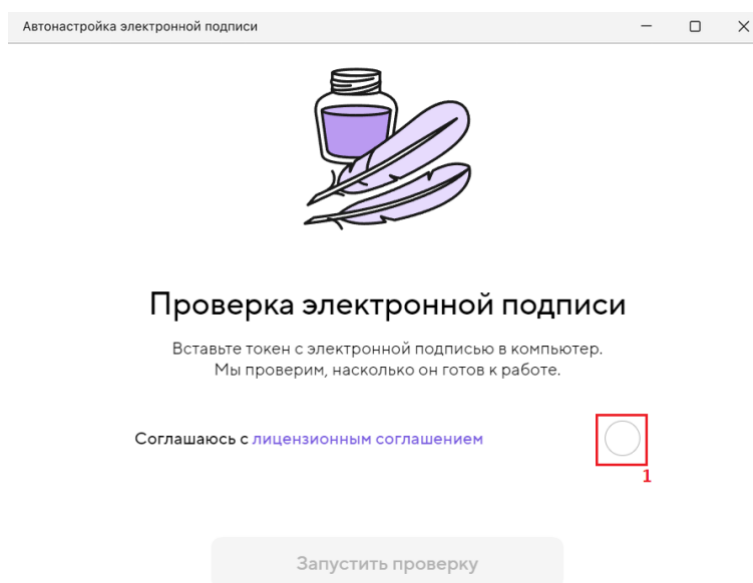 Автонастройка электронной подписи
Проверка электронной подписи
Вставьте токен с электронной подписью в компьютер.
Мы проверим, насколько он готов к работе.
Соглашаюсь с лицензионным соглашением
1
Запустить проверку